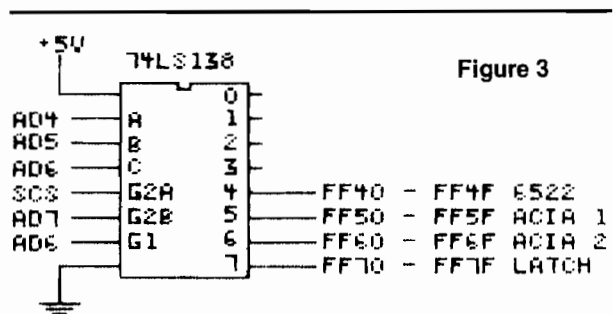 +5V
74LS138
Figure 3
0
AD4 A 1
AD5 B 2
AD6 C 3
SCS G2A 4 FF40 - FF4F 6522
AD7 G2B 5 FF50 - FF5F ACIA 1
AD6 G1 6 FF60 - FF6F ACIA 2
7 FF70 - FF7F LATCH